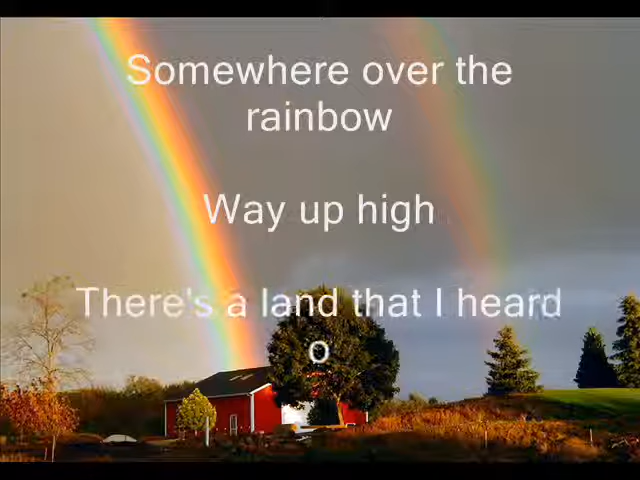 Somewhere over the
rainbow
Way up high
There's a land that I heard
o